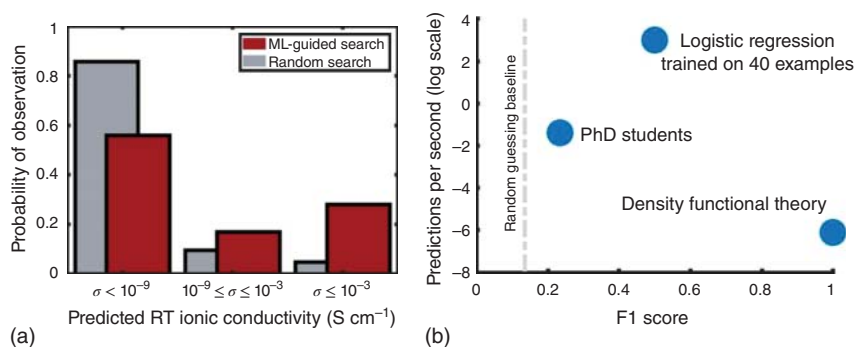 1
0.8
0.6
0.4
0.2
0
Probability of observation
ML-guided search
Random search
σ < 10⁻⁹
10⁻⁹ ≤ σ ≤ 10⁻³
σ ≤ 10⁻³
Predicted RT ionic conductivity (S cm⁻¹)
(a)
4
2
0
−2
−4
−6
−8
Predictions per second (log scale)
Random guessing baseline
Logistic regression
trained on 40 examples
PhD students
Density functional theory
0
0.2
0.4
0.6
0.8
1
F1 score
(b)